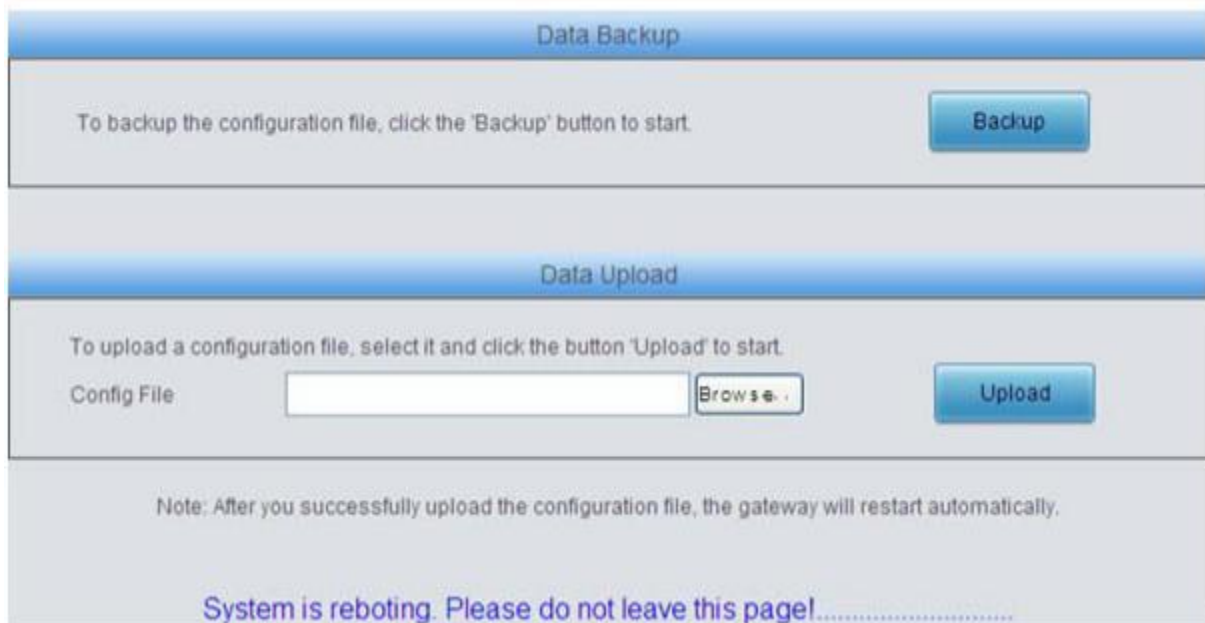 Data Backup
To backup the configuration file, click the 'Backup' button to start.
Backup
Data Upload
To upload a configuration file, select it and click the button 'Upload' to start.
Config File
Browse...
Upload
Note: After you successfully upload the configuration file, the gateway will restart automatically.
System is reboting. Please do not leave this page!............................